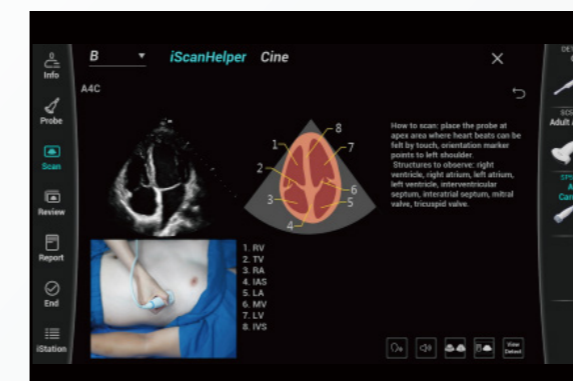 B
iScanHelper
Cine
Info
Probe
Scan
Review
Report
End
iStation
A4C
1
2
3
4
5
6
7
8
1. RV
2. TV
3. RA
4. IAS
5. LA
6. MV
7. LV
8. IVS
How to scan: place the probe at
apex area where heart beats can be
felt by touch, orientation marker
points to left shoulder.
Structures to observe: right
ventricle, right atrium, left atrium,
left ventricle, interventricular
septum, interatrial septum, mitral
valve, tricuspid valve.
B
View
Detect
Adult